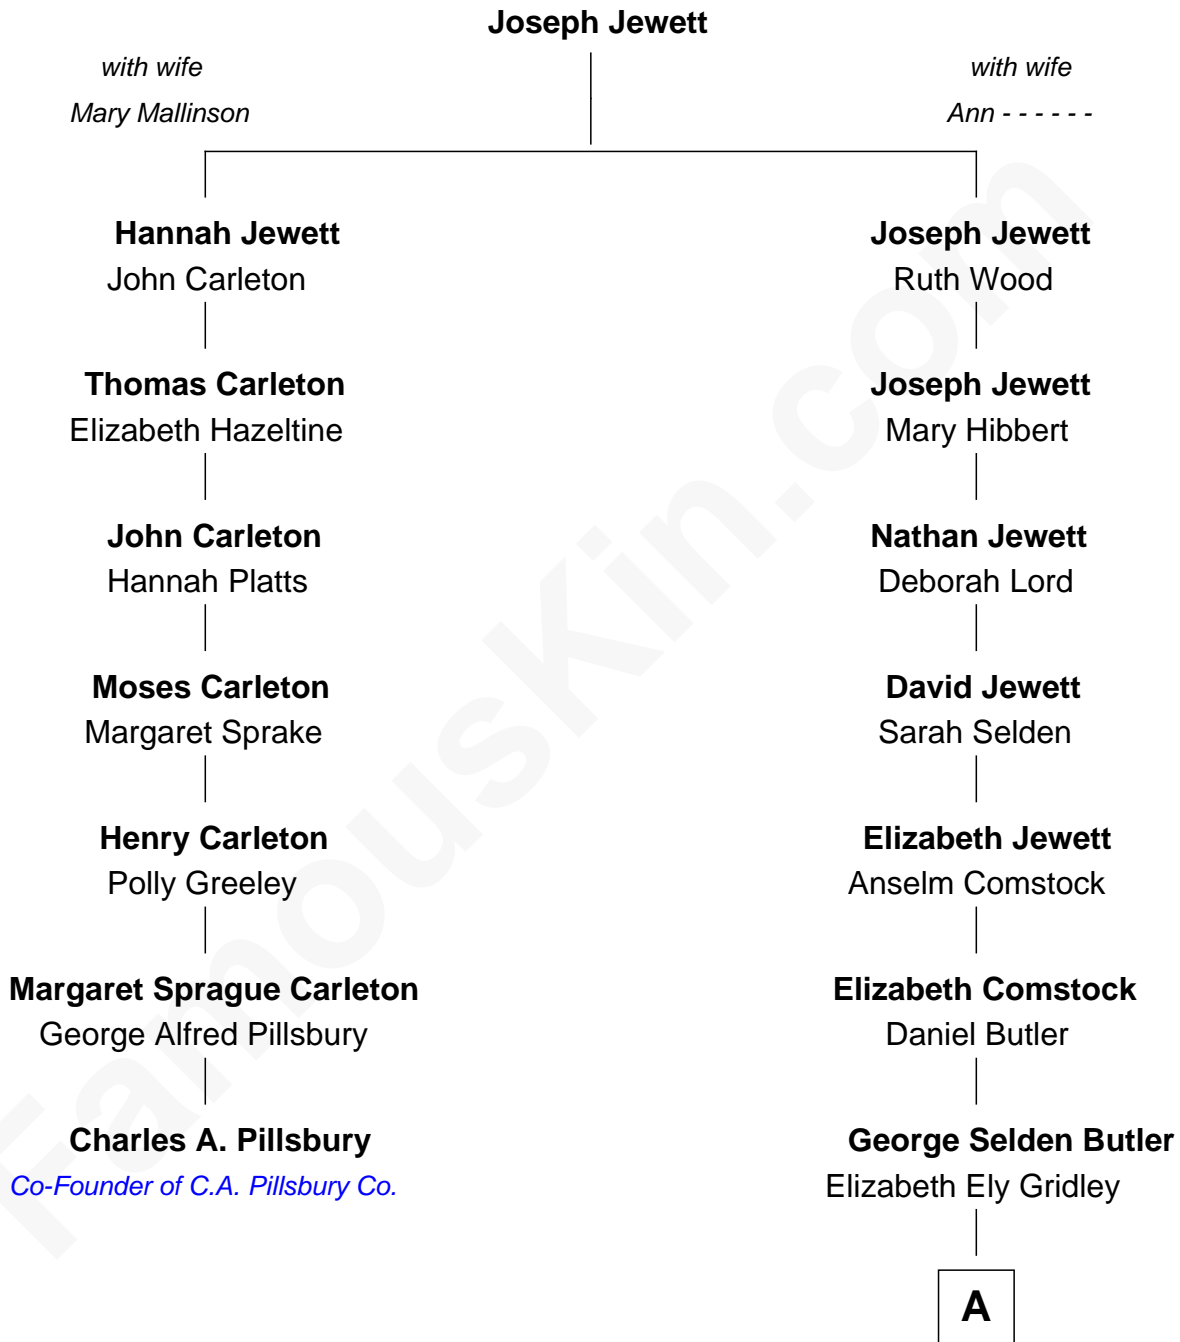 Joseph Jewett
with wife
Mary Mallinson
with wife
Ann - - - - - -
Hannah Jewett
John Carleton
Joseph Jewett
Ruth Wood
Thomas Carleton
Elizabeth Hazeltine
Joseph Jewett
Mary Hibbert
John Carleton
Hannah Platts
Nathan Jewett
Deborah Lord
Moses Carleton
Margaret Sprake
David Jewett
Sarah Selden
Henry Carleton
Polly Greeley
Elizabeth Jewett
Anselm Comstock
Margaret Sprague Carleton
George Alfred Pillsbury
Elizabeth Comstock
Daniel Butler
Charles A. Pillsbury
Co-Founder of C.A. Pillsbury Co.
George Selden Butler
Elizabeth Ely Gridley
A
FamousKin.com